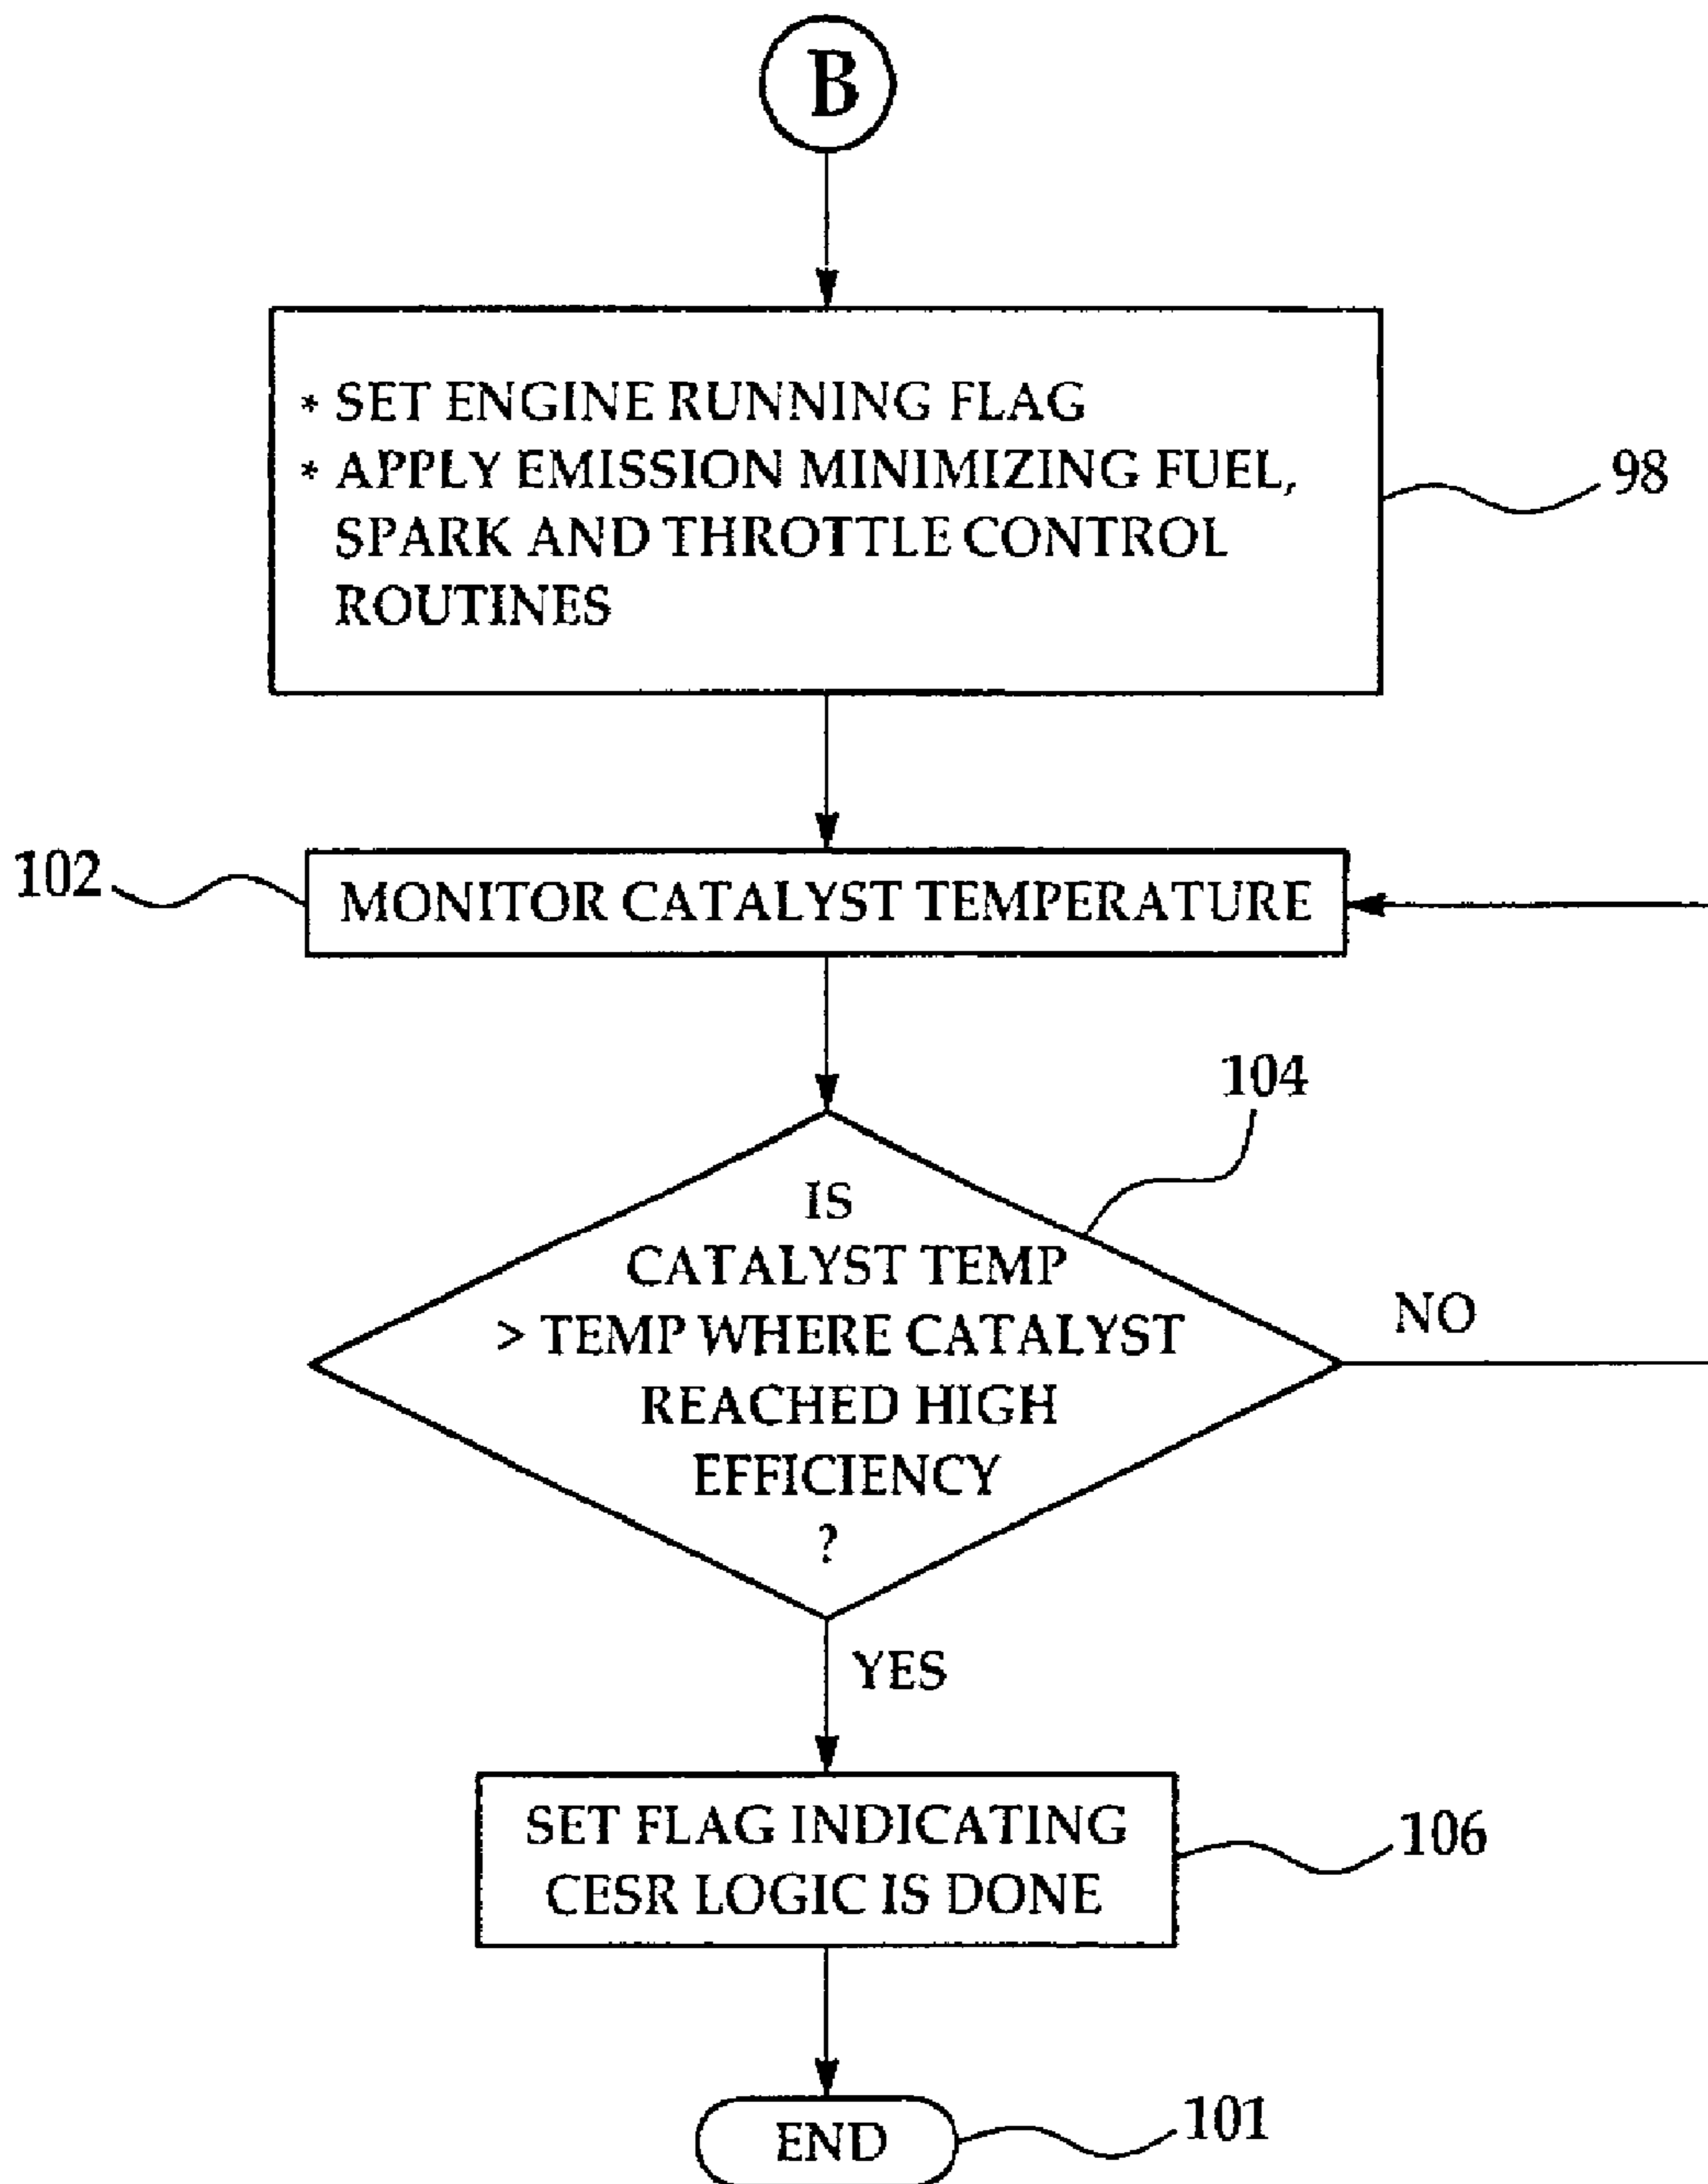 B
* SET ENGINE RUNNING FLAG
* APPLY EMISSION MINIMIZING FUEL,
SPARK AND THROTTLE CONTROL
ROUTINES
98
102
MONITOR CATALYST TEMPERATURE
104
IS
CATALYST TEMP
> TEMP WHERE CATALYST
REACHED HIGH
EFFICIENCY
?
NO
YES
SET FLAG INDICATING
CESR LOGIC IS DONE
106
END
101